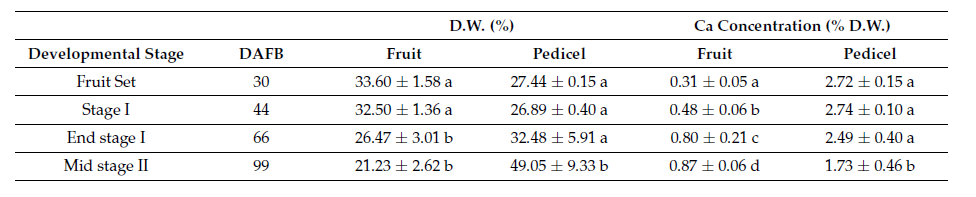 D.W. (%) Ca Concentration (% D.W.)
Developmental Stage DAFB Fruit Pedicel Fruit Pedicel
Fruit Set 30 33.60 ± 1.58 a 27.44 ± 0.15 a 0.31 ± 0.05 a 2.72 ± 0.15 a
Stage I 44 32.50 ± 1.36 a 26.89 ± 0.40 a 0.48 ± 0.06 b 2.74 ± 0.10 a
End stage I 66 26.47 ± 3.01 b 32.48 ± 5.91 a 0.80 ± 0.21 c 2.49 ± 0.40 a
Mid stage II 99 21.23 ± 2.62 b 49.05 ± 9.33 b 0.87 ± 0.06 d 1.73 ± 0.46 b